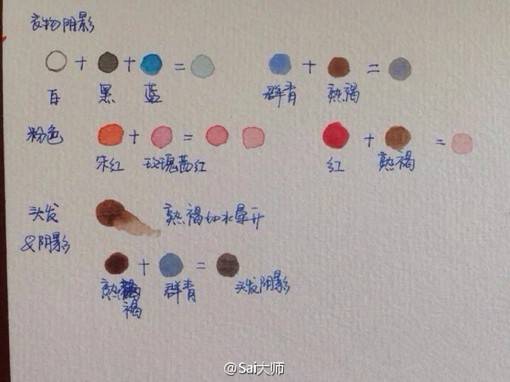 衣物阴影
+ + = + =
白 黑 蓝 群青 熟褐
粉色 + = + =
朱红 玫瑰茜红 红 熟褐
头发 熟褐加水晕开
&阴影
+ =
熟褐 群青 头发阴影
@Sai大师